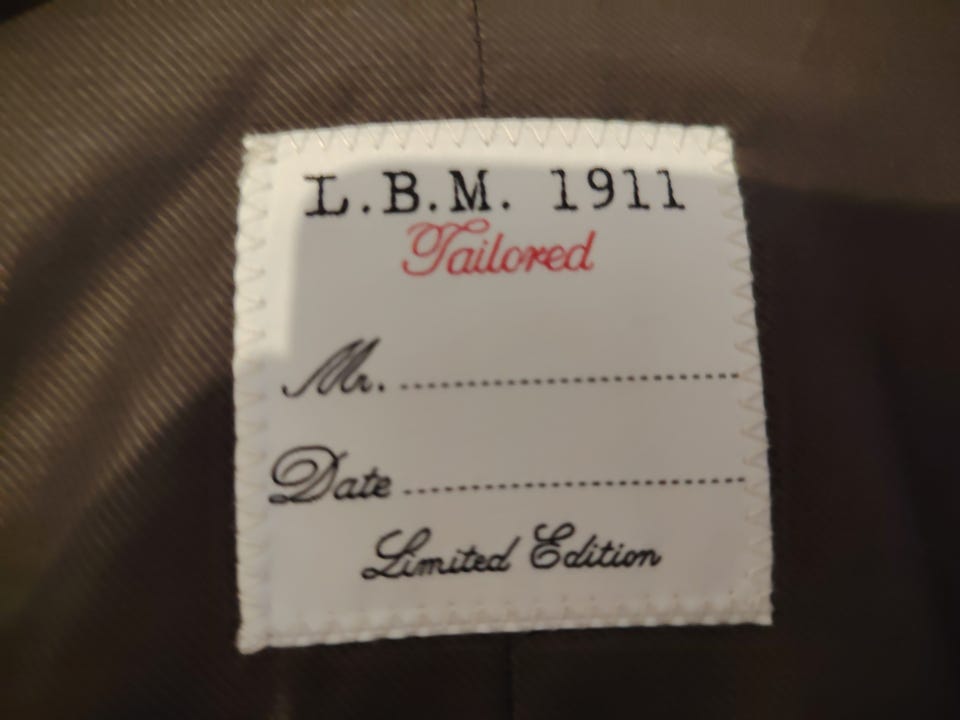 L.B.M. 1911
Tailored
Mr. ........................
Date ........................
Limited Edition